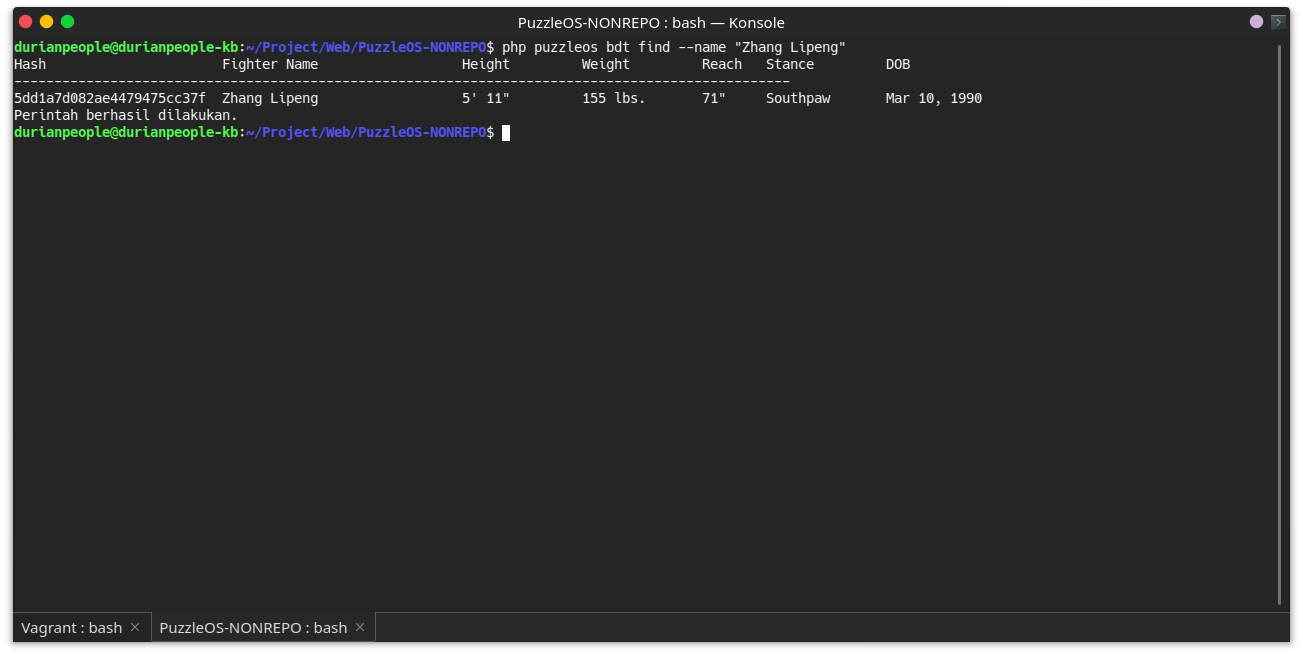 PuzzleOS-NONREPO : bash — Konsole
durianpeople@durianpeople-kb:~/Project/Web/PuzzleOS-NONREPO$ php puzzleos bdt find --name "Zhang Lipeng"
Hash Fighter Name Height Weight Reach Stance DOB
-------------------------------------------------------------------------------------------------
5dd1a7d082ae4479475cc37f Zhang Lipeng 5' 11" 155 lbs. 71" Southpaw Mar 10, 1990
Perintah berhasil dilakukan.
durianpeople@durianpeople-kb:~/Project/Web/PuzzleOS-NONREPO$
Vagrant : bash PuzzleOS-NONREPO : bash